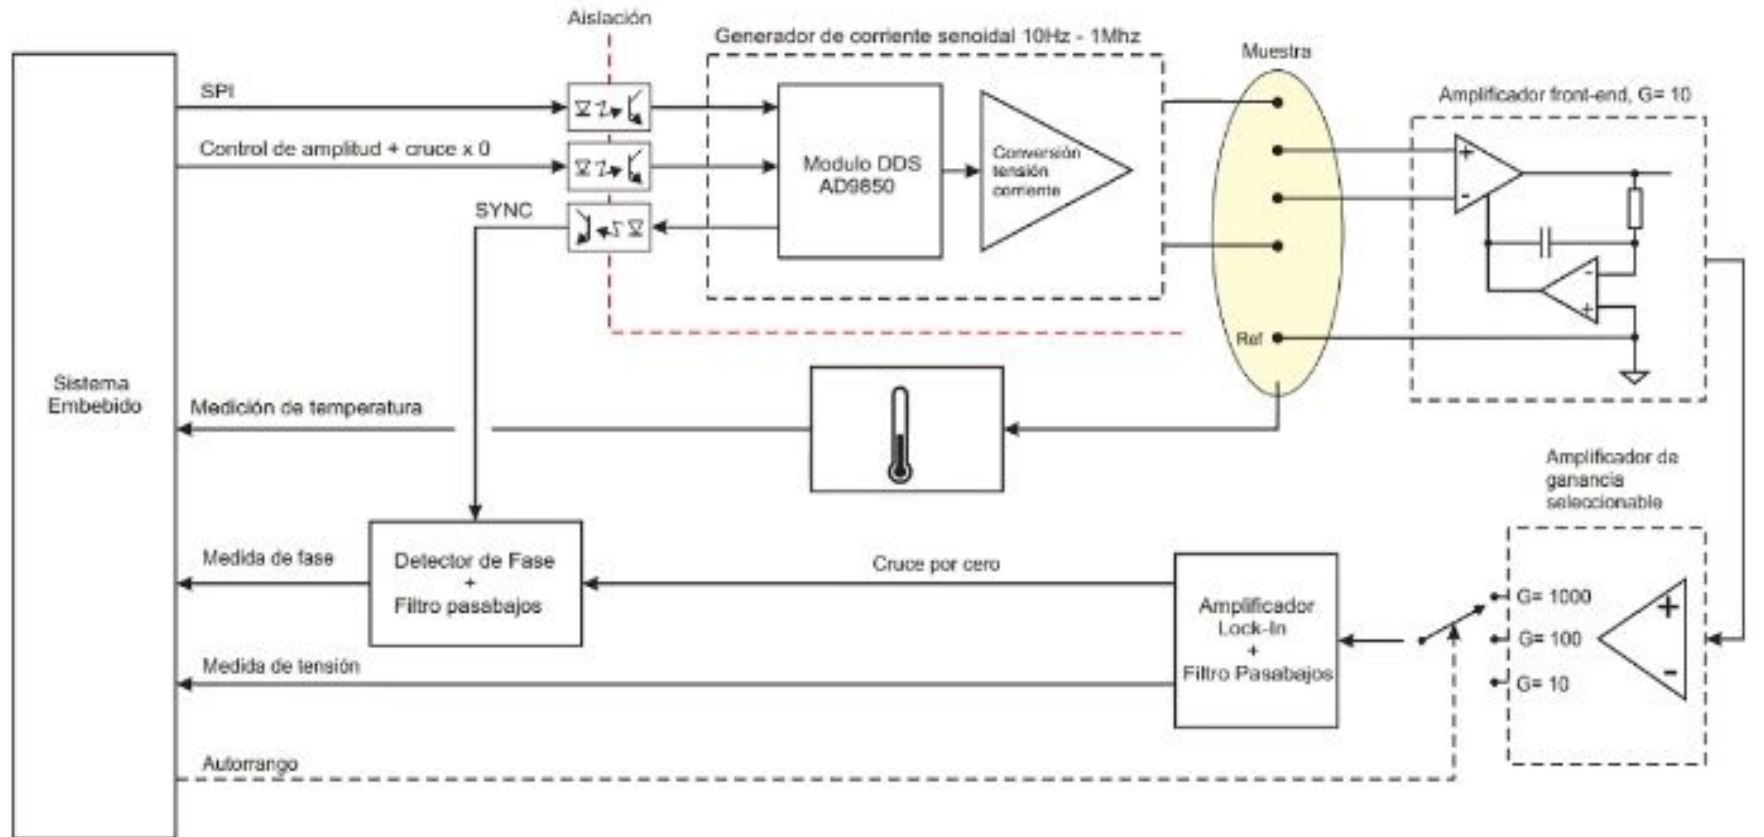 Aislación
Generador de corriente senoidal 10Hz - 1Mhz
Muestra
SPI
Amplificador front-end, G= 10
Control de amplitud + cruce x 0
Modulo DDS
AD9850
Conversión
tensión
corriente
+
-
SYNC
-
+
Ref
Sistema
Embebido
Medición de temperatura
Amplificador de
ganancia
seleccionable
Medida de fase
Detector de Fase
+
Filtro pasabajos
Cruce por cero
Amplificador
Lock-In
+
Filtro Pasabajos
G= 1000
G= 100
G= 10
+
-
Medida de tensión
Autorrango